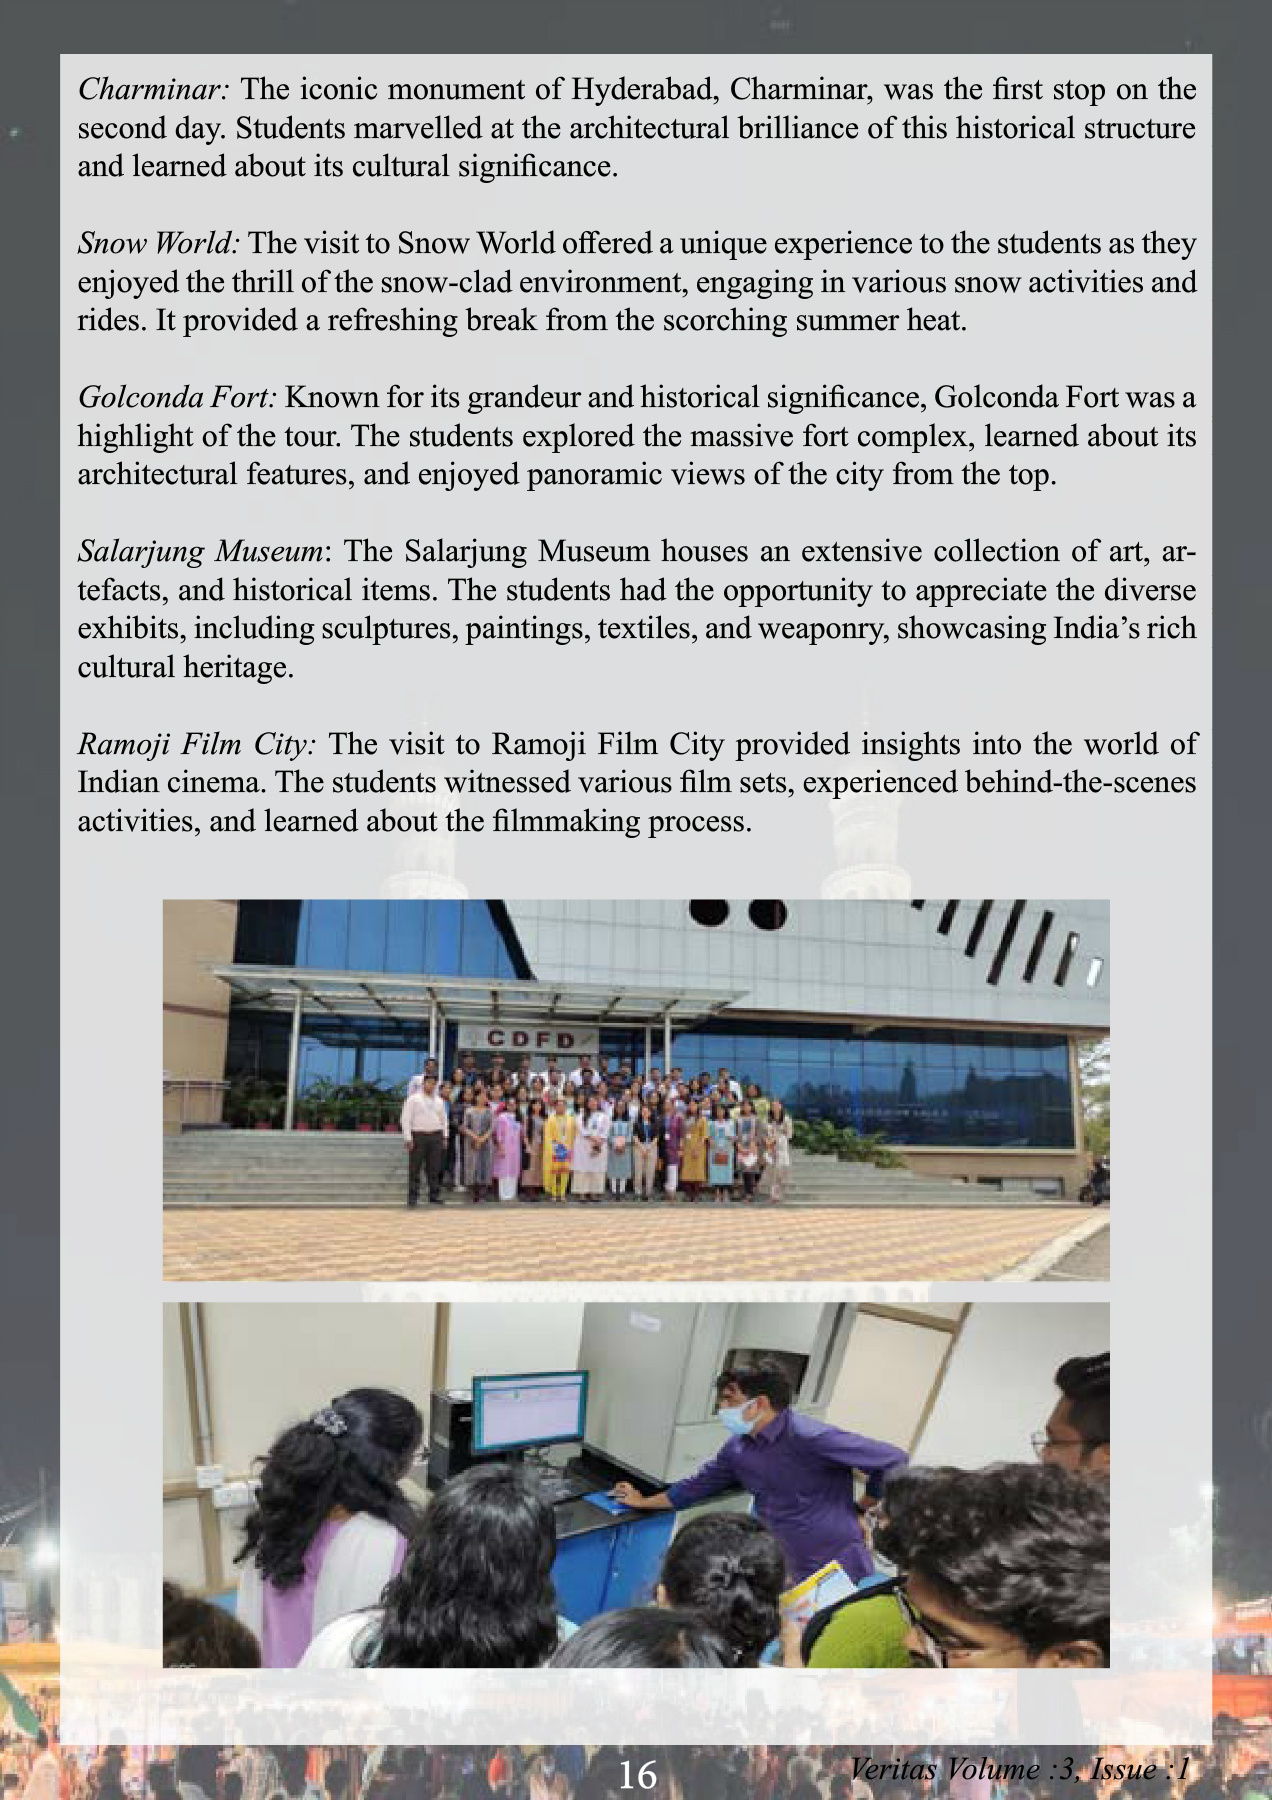 Charminar: The iconic monument of Hyderabad, Charminar, was the first stop on the
second day. Students marvelled at the architectural brilliance of this historical structure
and learned about its cultural significance.
Snow World: The visit to Snow World offered a unique experience to the students as they
enjoyed the thrill of the snow-clad environment, engaging in various snow activities and
rides. It provided a refreshing break from the scorching summer heat.
Golconda Fort: Known for its grandeur and historical significance, Golconda Fort was a
highlight of the tour. The students explored the massive fort complex, learned about its
architectural features, and enjoyed panoramic views of the city from the top.
Salarjung Museum: The Salarjung Museum houses an extensive collection of art, ar-
tefacts, and historical items. The students had the opportunity to appreciate the diverse
exhibits, including sculptures, paintings, textiles, and weaponry, showcasing India’s rich
cultural heritage.
Ramoji Film City: The visit to Ramoji Film City provided insights into the world of
Indian cinema. The students witnessed various film sets, experienced behind-the-scenes
activities, and learned about the filmmaking process.
CDFD
16
Veritas Volume :3, Issue :1